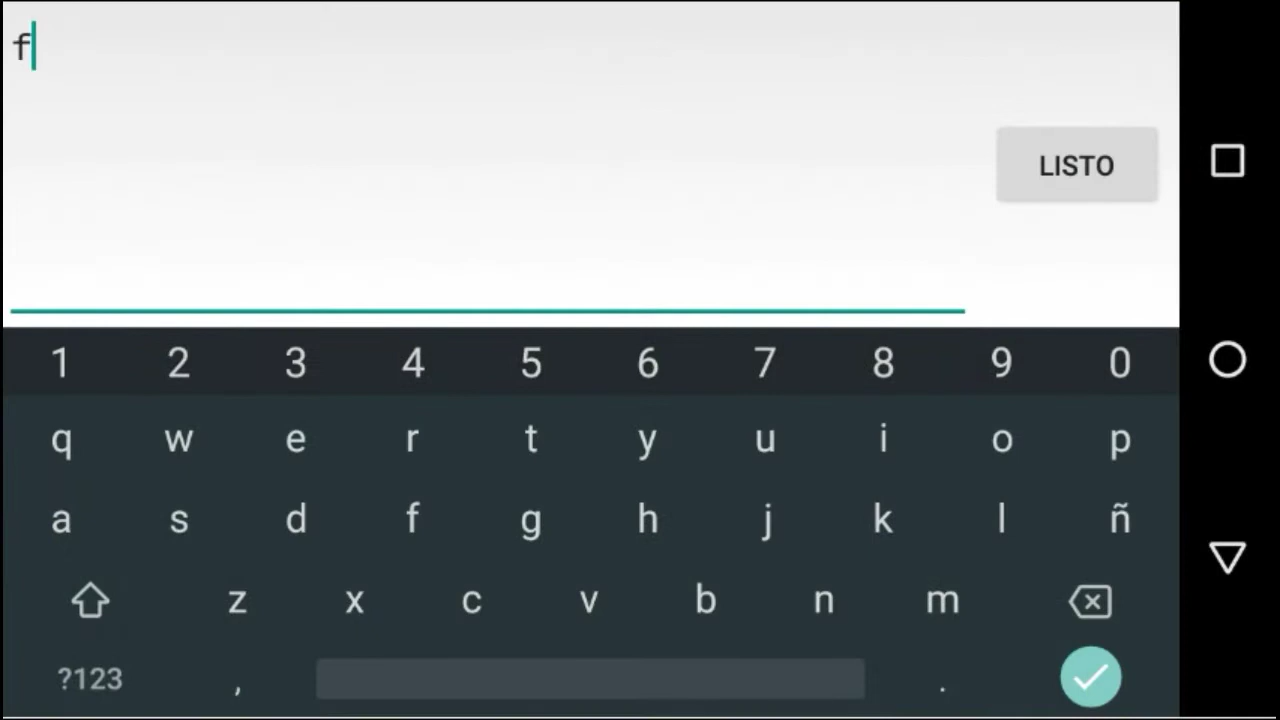 f
LISTO
1 2 3 4 5 6 7 8 9 0
q w e r t y u i o p
a s d f g h j k l ñ
z x c v b n m
?123 , .